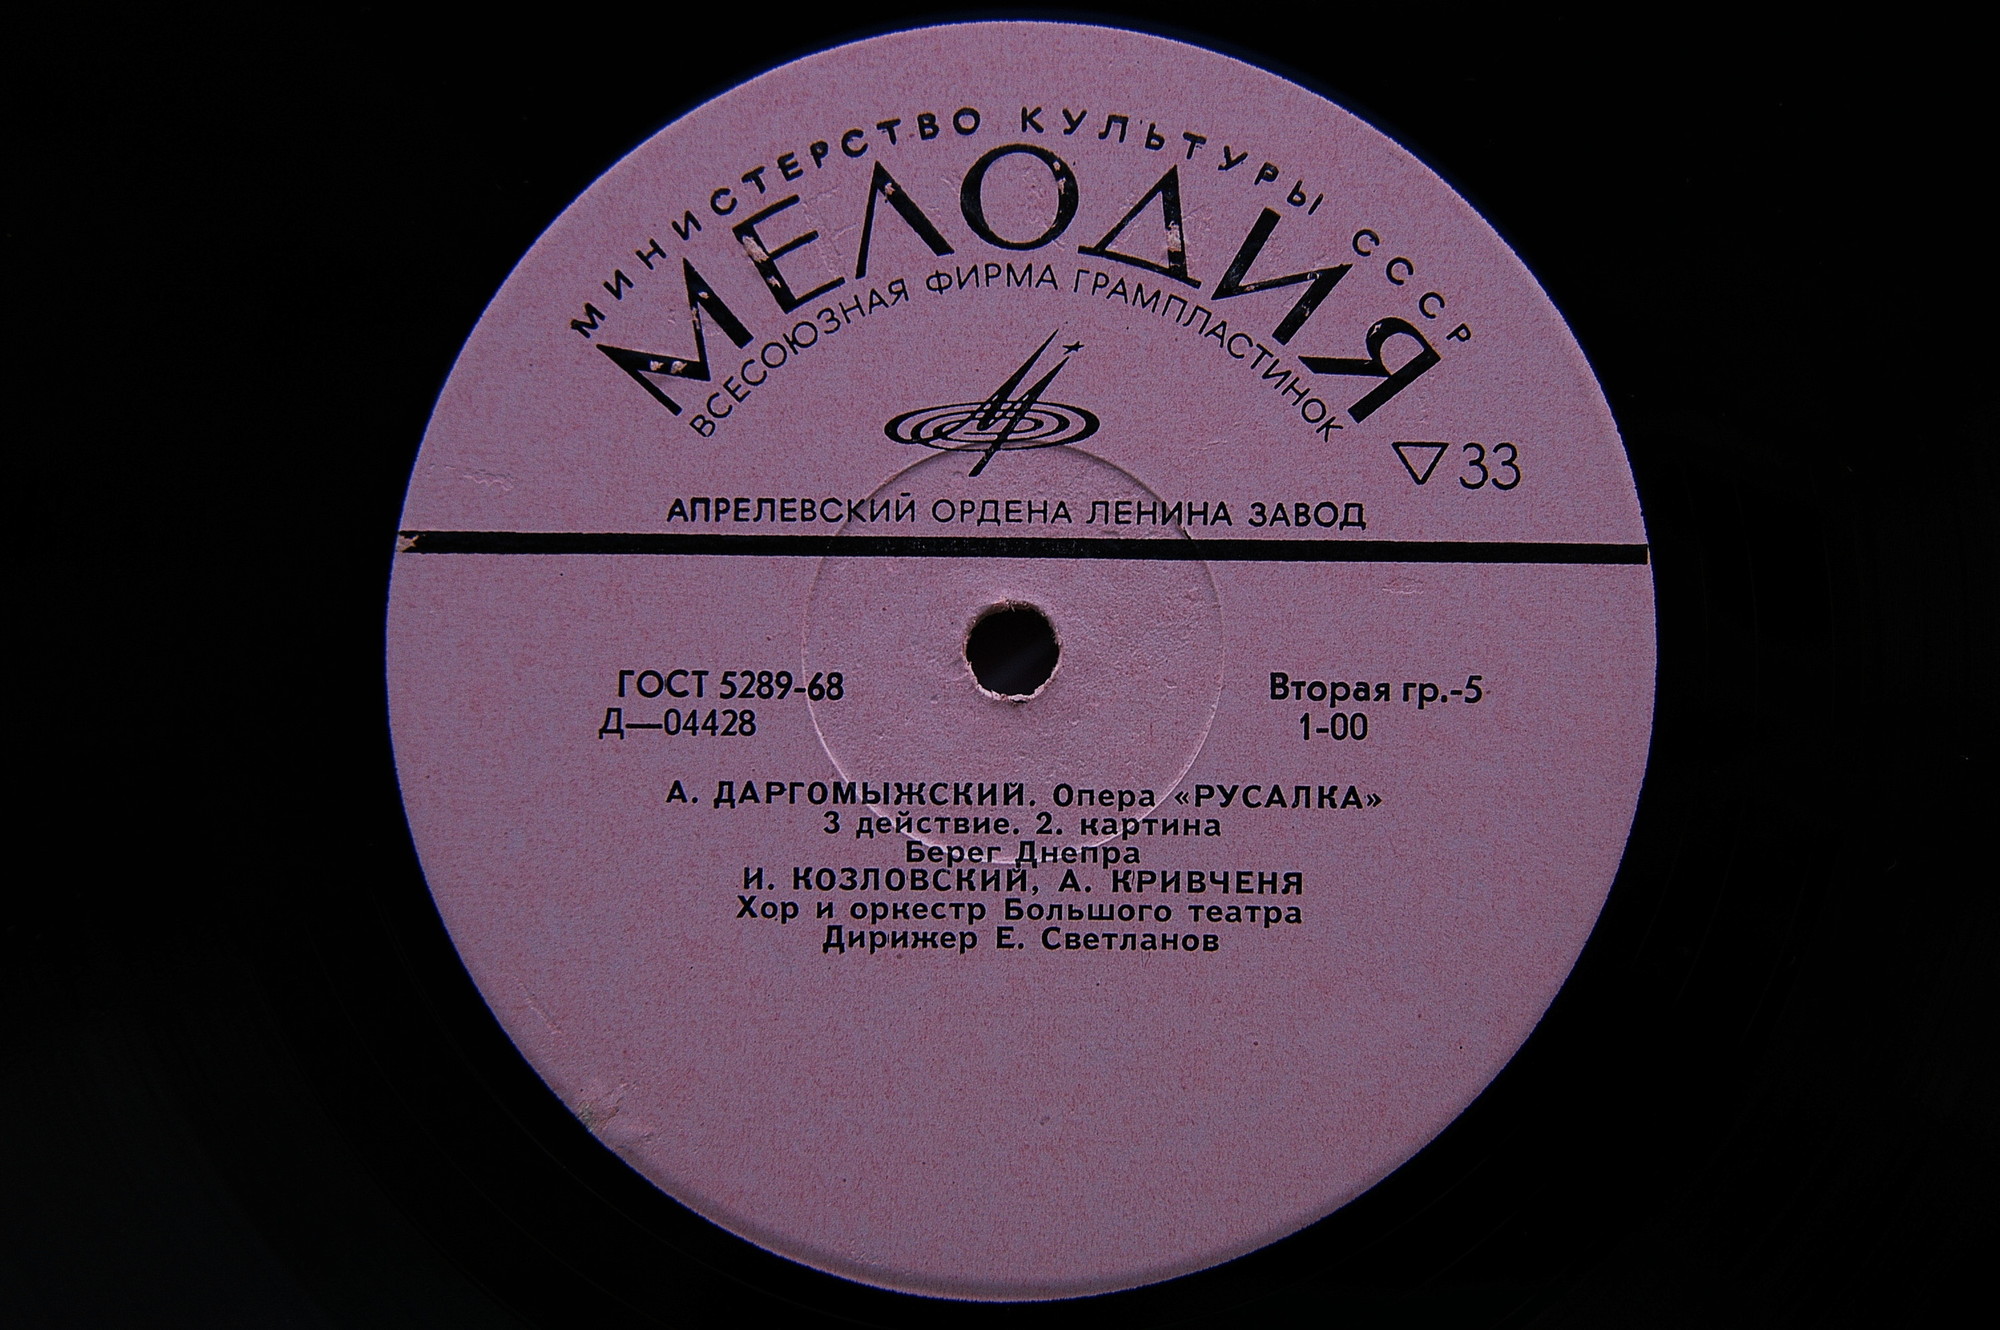 МИНИСТЕРСТВО КУЛЬТУРЫ СССР
МЕЛОДИЯ
ВСЕСОЮЗНАЯ ФИРМА ГРАМПЛАСТИНОК
33
АПРЕЛЕВСКИЙ ОРДЕНА ЛЕНИНА ЗАВОД
ГОСТ 5289-68
Вторая гр.-5
Д—04428
1-00
А. ДАРГОМЫЖСКИЙ. Опера «РУСАЛКА»
3 действие. 2. картина
Берег Днепра
И. КОЗЛОВСКИЙ, А. КРИВЧЕНЯ
Хор и оркестр Большого театра
Дирижер Е. Светланов